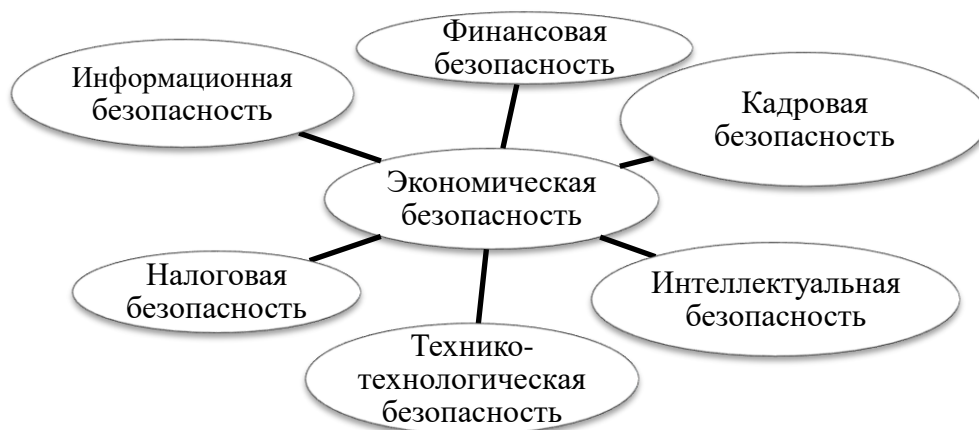 Финансовая
безопасность
Информационная
безопасность
Кадровая
безопасность
Экономическая
безопасность
Налоговая
безопасность
Интеллектуальная
безопасность
Технико-
технологическая
безопасность